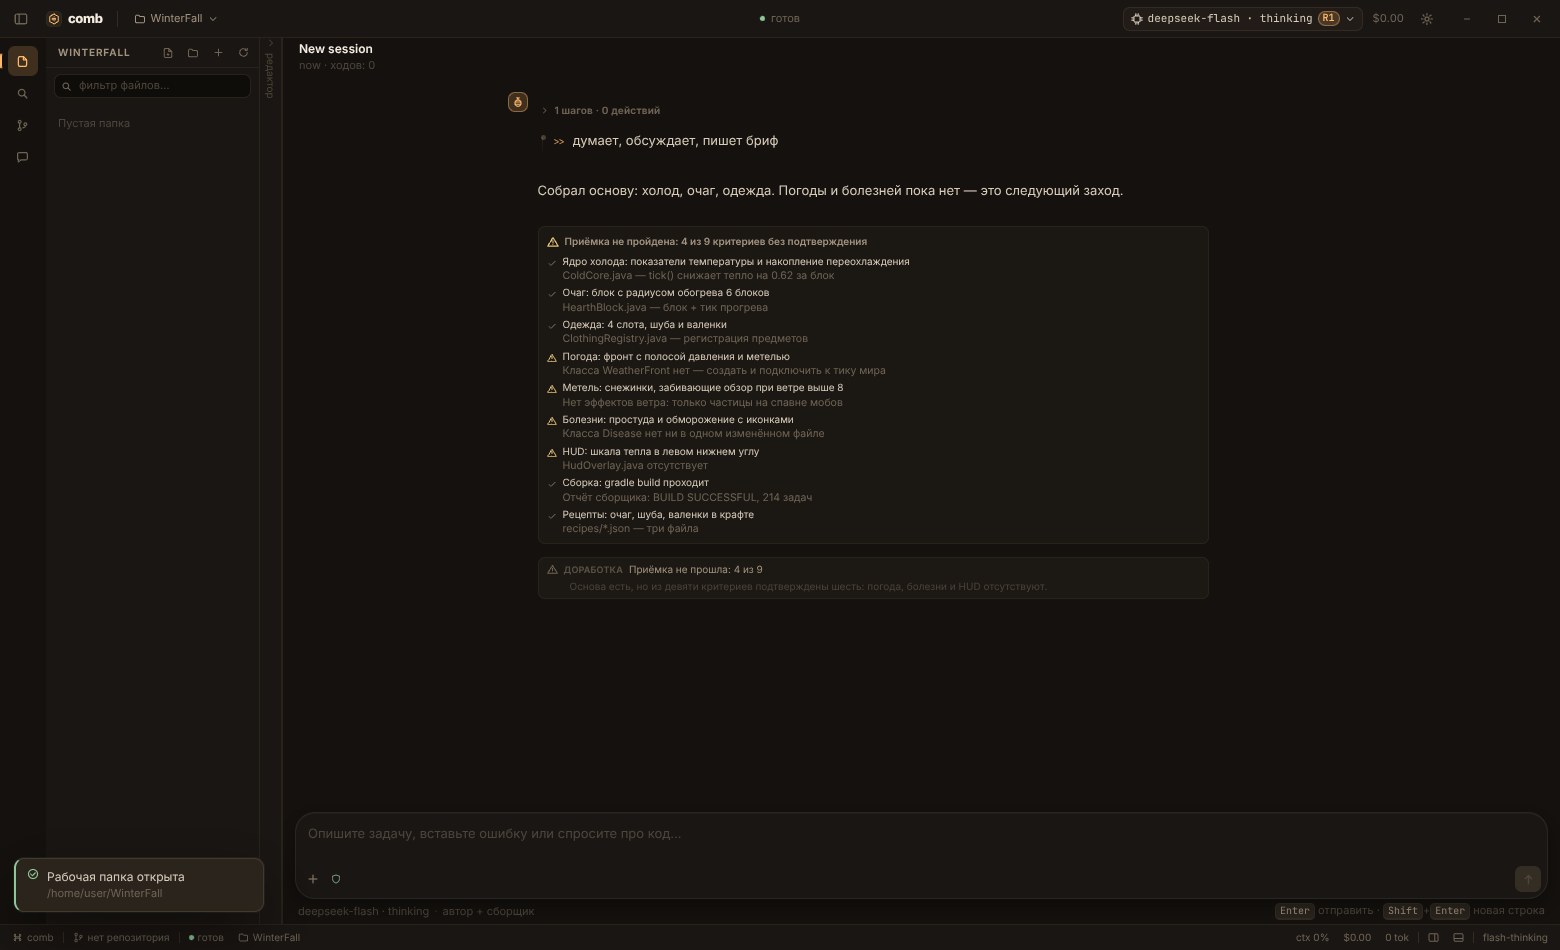 comb
WinterFall
готов
deepseek-flash · thinking R1
$0.00
WINTERFALL
фильтр файлов...
Пустая папка
редактор
New session
now · ходов: 0
1 шагов · 0 действий
>> думает, обсуждает, пишет бриф
Собрал основу: холод, очаг, одежда. Погоды и болезней пока нет — это следующий заход.
Приёмка не пройдена: 4 из 9 критериев без подтверждения
Ядро холода: показатели температуры и накопление переохлаждения
ColdCore.java — tick() снижает тепло на 0.62 за блок
Очаг: блок с радиусом обогрева 6 блоков
HearthBlock.java — блок + тик прогрева
Одежда: 4 слота, шуба и валенки
ClothingRegistry.java — регистрация предметов
Погода: фронт с полосой давления и метелью
Класса WeatherFront нет — создать и подключить к тику мира
Метель: снежинки, забивающие обзор при ветре выше 8
Нет эффектов ветра: только частицы на спавне мобов
Болезни: простуда и обморожение с иконками
Класса Disease нет ни в одном изменённом файле
HUD: шкала тепла в левом нижнем углу
HudOverlay.java отсутствует
Сборка: gradle build проходит
Отчёт сборщика: BUILD SUCCESSFUL, 214 задач
Рецепты: очаг, шуба, валенки в крафте
recipes/*.json — три файла
ДОРАБОТКА Приёмка не прошла: 4 из 9
Основа есть, но из девяти критериев подтверждены шесть: погода, болезни и HUD отсутствуют.
Опишите задачу, вставьте ошибку или спросите про код...
Рабочая папка открыта
/home/user/WinterFall
deepseek-flash · thinking · автор + сборщик
Enter отправить · Shift+Enter новая строка
comb
нет репозитория
готов
WinterFall
ctx 0%
$0.00
0 tok
flash-thinking